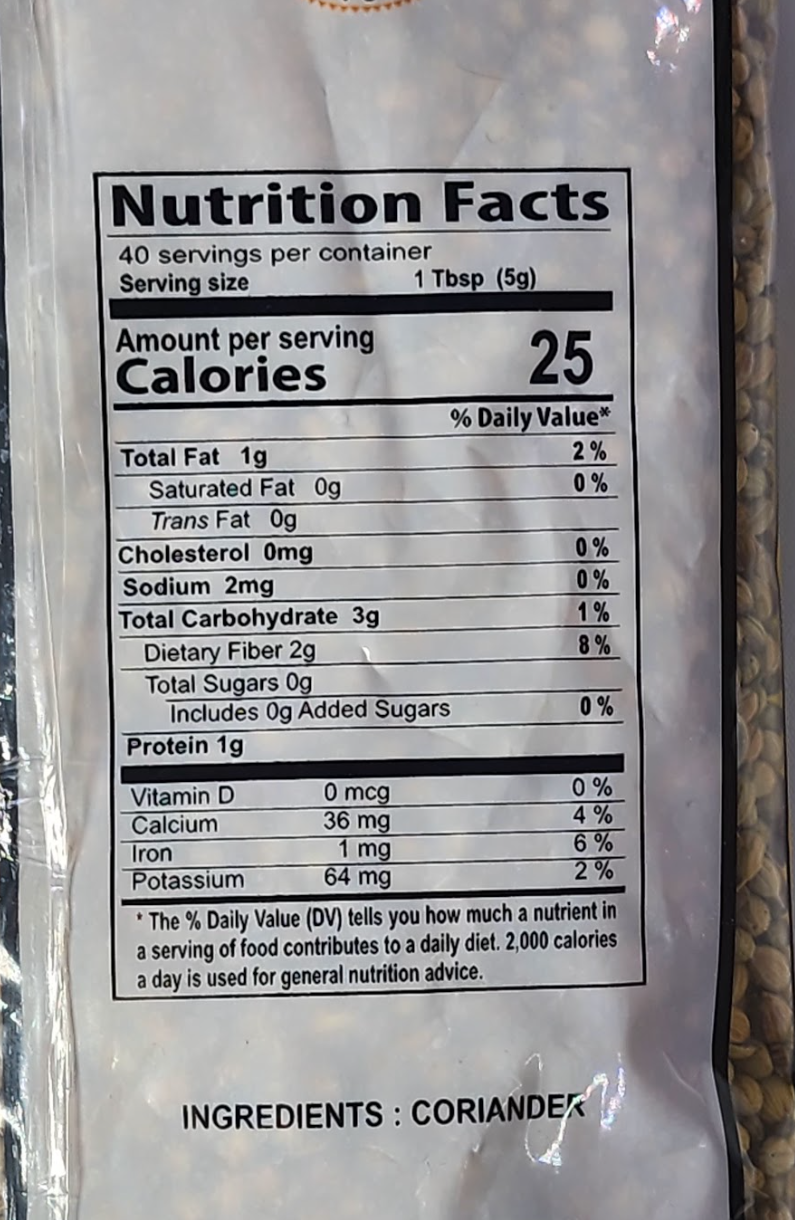 Nutrition Facts
40 servings per container
Serving size 1 Tbsp (5g)
Amount per serving
Calories 25
% Daily Value*
Total Fat 1g 2 %
Saturated Fat 0g 0 %
Trans Fat 0g
Cholesterol 0mg 0 %
Sodium 2mg 0 %
Total Carbohydrate 3g 1 %
Dietary Fiber 2g 8 %
Total Sugars 0g
Includes 0g Added Sugars 0 %
Protein 1g
Vitamin D 0 mcg 0 %
Calcium 36 mg 4 %
Iron 1 mg 6 %
Potassium 64 mg 2 %
* The % Daily Value (DV) tells you how much a nutrient in
a serving of food contributes to a daily diet. 2,000 calories
a day is used for general nutrition advice.
INGREDIENTS : CORIANDER